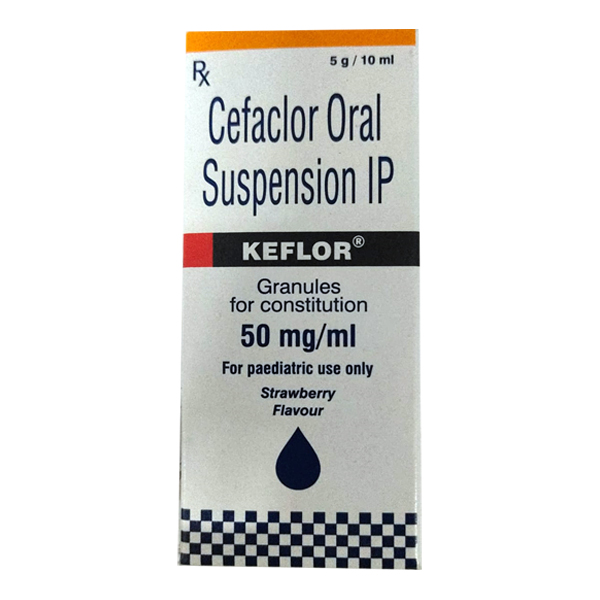 5 g / 10 ml
Rx
Cefaclor Oral
Suspension IP
KEFLOR®
Granules
for constitution
50 mg/ml
For paediatric use only
Strawberry
Flavour